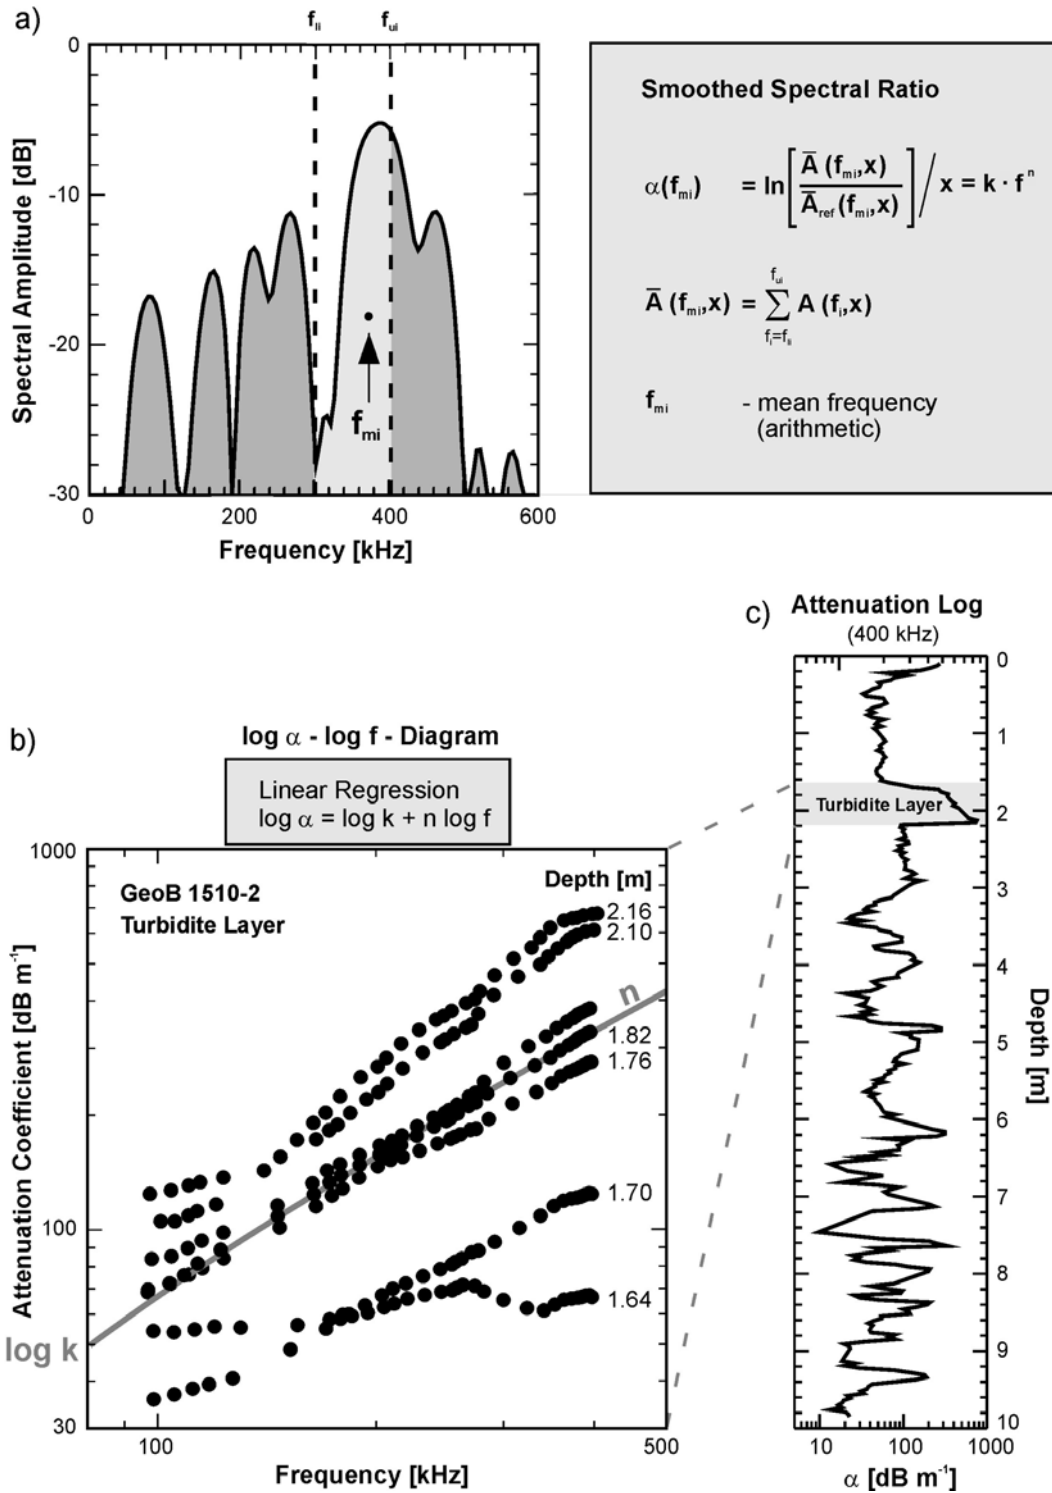 a)
f_li f_ui
0
-10
-20
-30
Spectral Amplitude [dB]
f_mi
0 200 400 600
Frequency [kHz]
Smoothed Spectral Ratio
α(f_mi) = ln[Ā (f_mi,x) / Ā_ref (f_mi,x)] / x = k · f^n
Ā (f_mi,x) = Σ A (f_i,x)
f_ui
f_i=f_li
f_mi - mean frequency
(arithmetic)
b)
log α - log f - Diagram
Linear Regression
log α = log k + n log f
1000
100
30
Attenuation Coefficient [dB m⁻¹]
GeoB 1510-2
Turbidite Layer
Depth [m]
2.16
2.10
n
1.82
1.76
1.70
1.64
log k
100 500
Frequency [kHz]
c)
Attenuation Log
(400 kHz)
0
1
Turbidite Layer
2
3
4
5
6
7
8
9
10
Depth [m]
10 100 1000
α [dB m⁻¹]